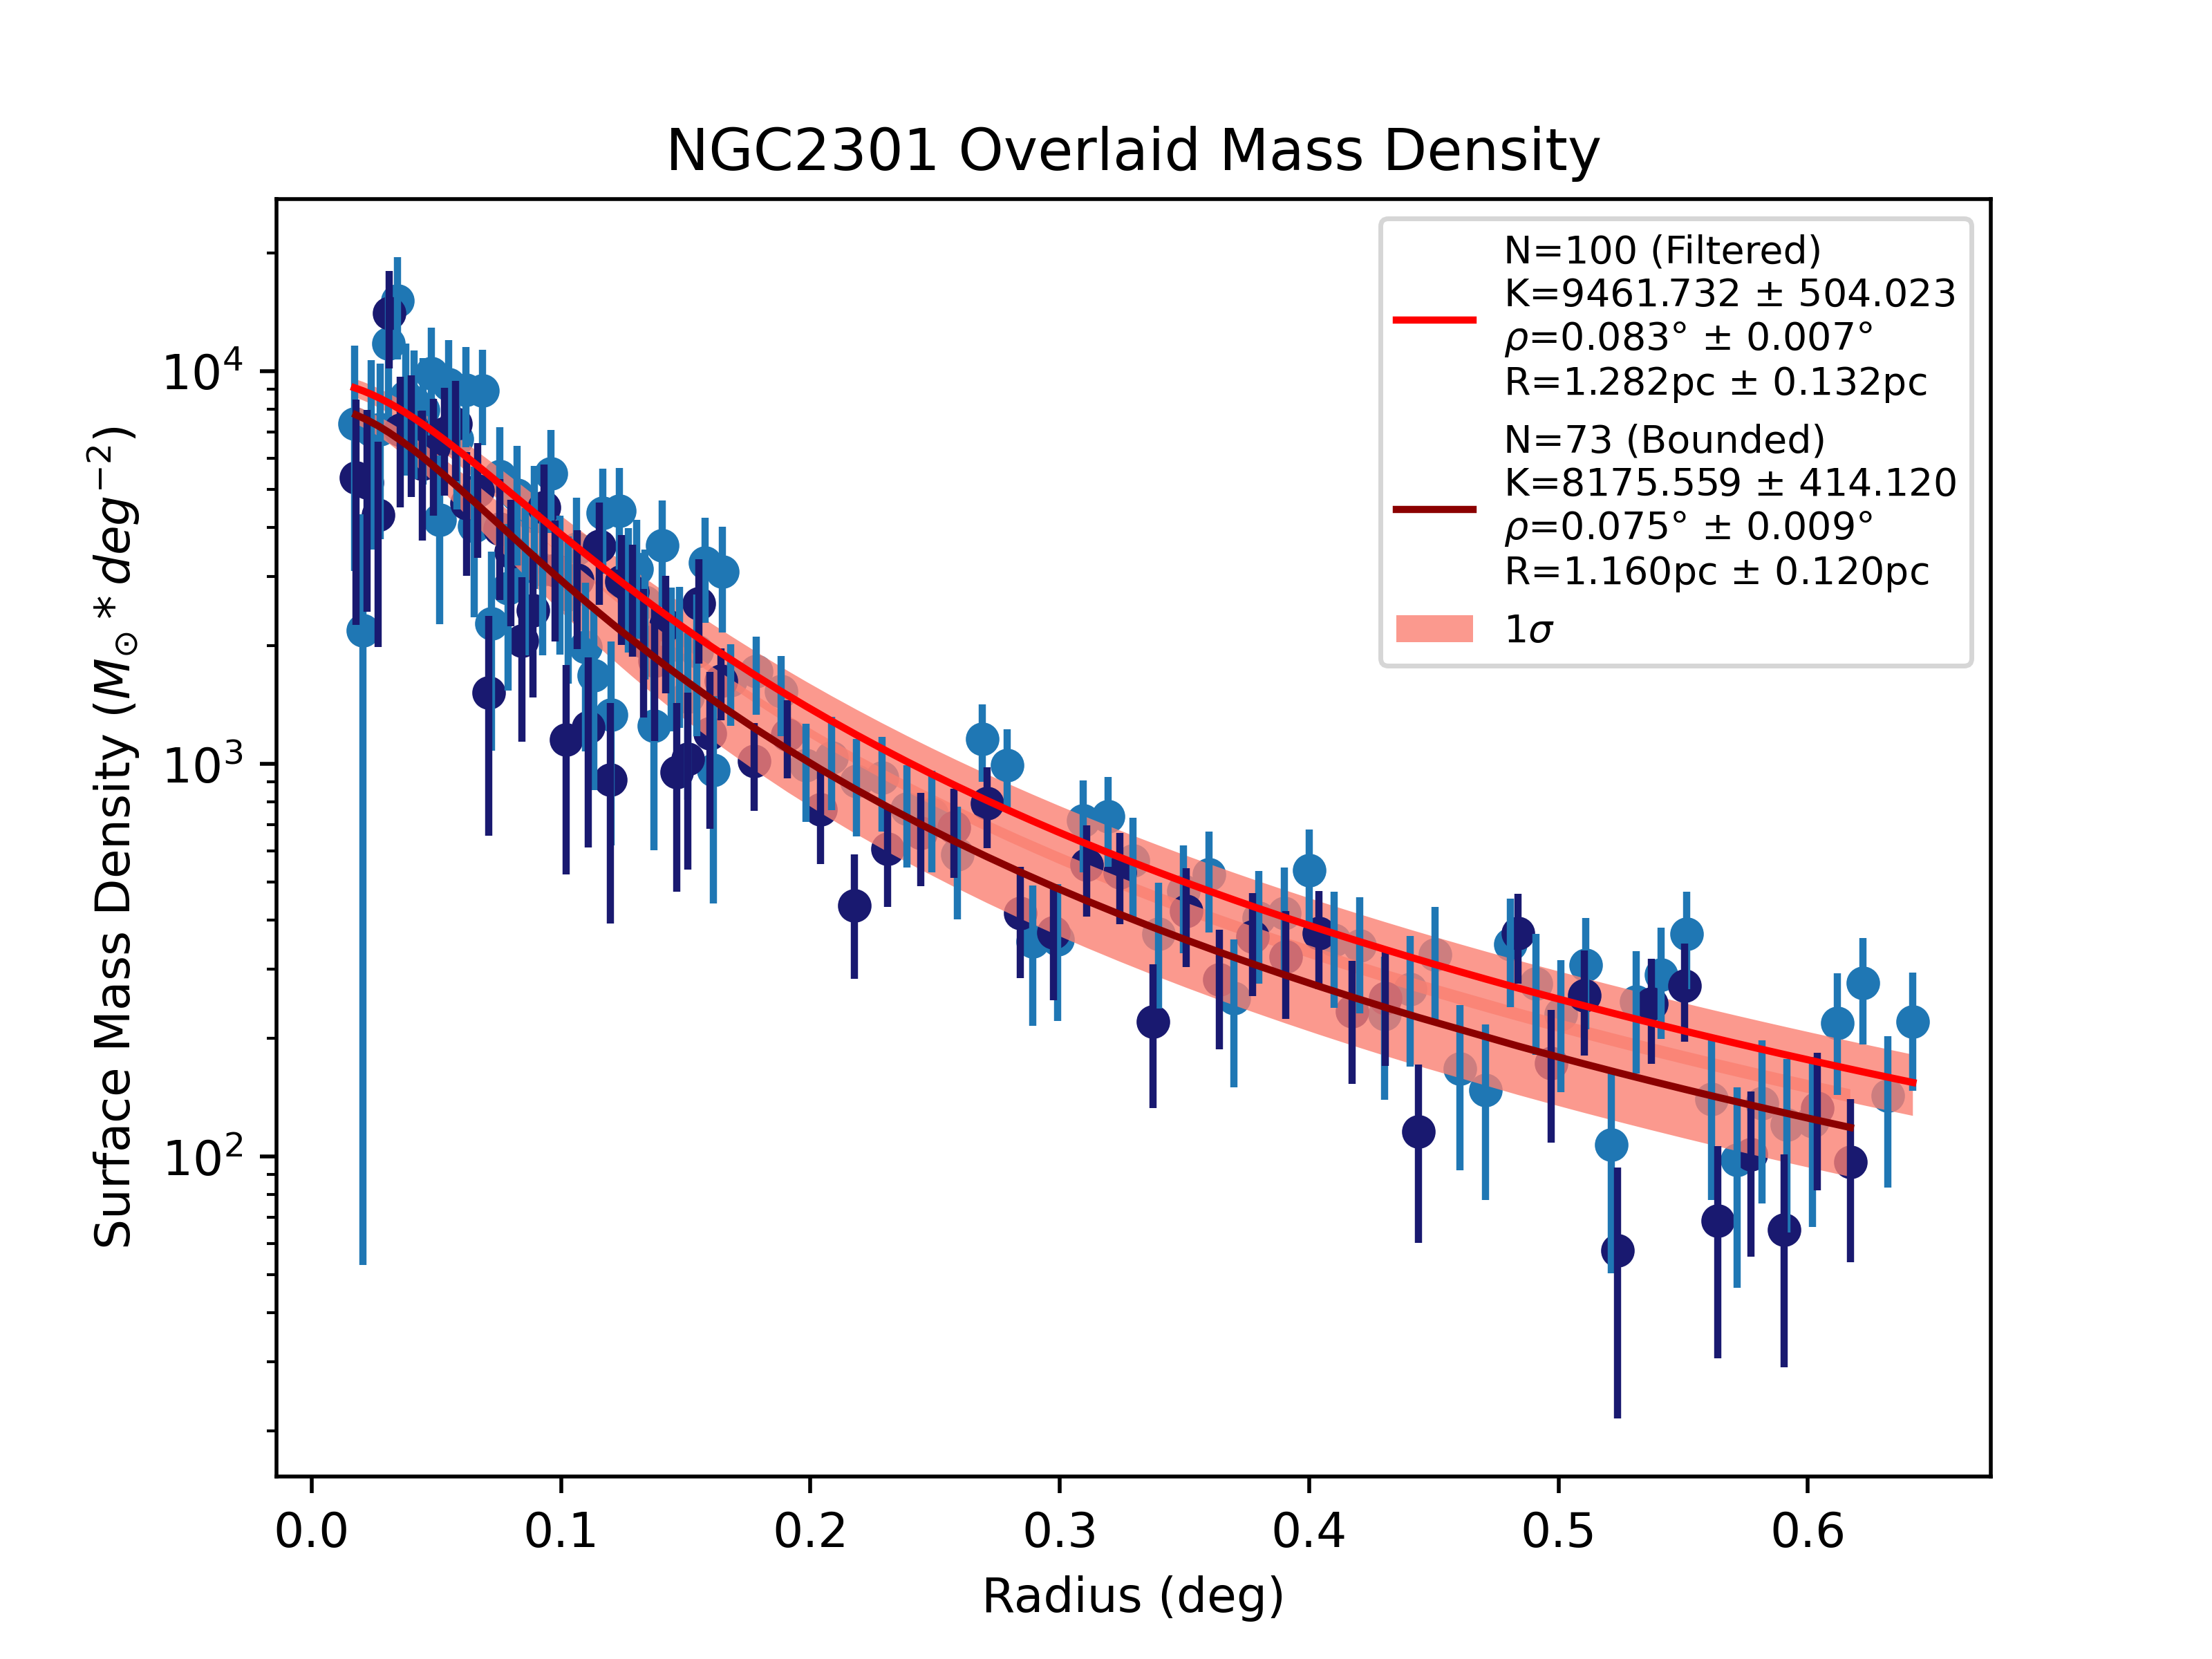 NGC2301 Overlaid Mass Density
N=100 (Filtered)
K=9461.732 ± 504.023
ρ=0.083° ± 0.007°
R=1.282pc ± 0.132pc
N=73 (Bounded)
K=8175.559 ± 414.120
ρ=0.075° ± 0.009°
R=1.160pc ± 0.120pc
1σ
Surface Mass Density (M⊙ * deg⁻²)
10⁴
10³
10²
0.0 0.1 0.2 0.3 0.4 0.5 0.6
Radius (deg)